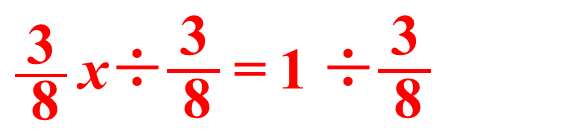 3/8 x ÷ 3/8 = 1 ÷ 3/8